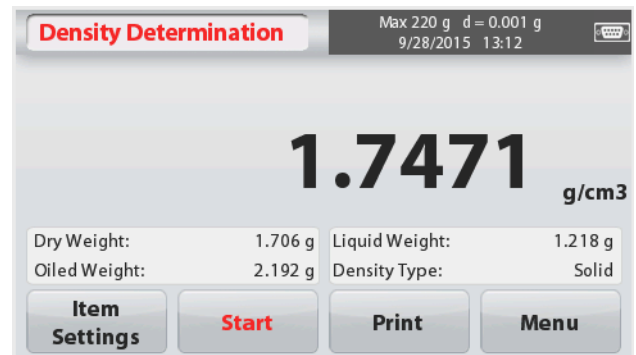 Density Determination
Max 220 g d = 0.001 g
9/28/2015 13:12
1.7471
g/cm3
Dry Weight: 1.706 g Liquid Weight: 1.218 g
Oiled Weight: 2.192 g Density Type: Solid
Item
Settings
Start
Print
Menu